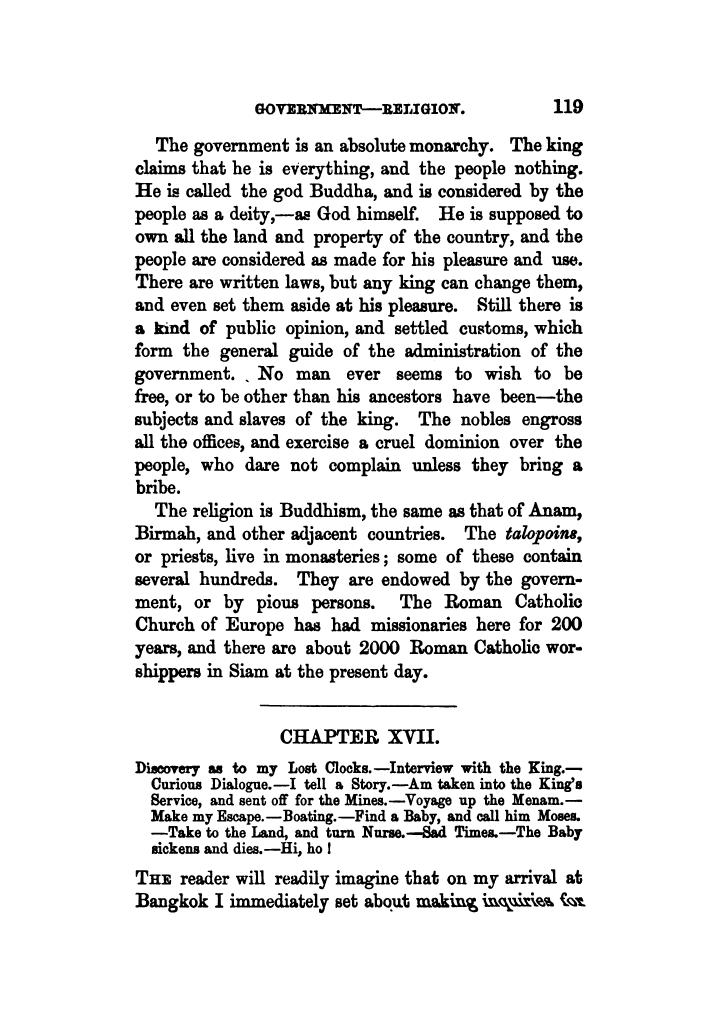 GOVERNMENT—RELIGION. 119
The government is an absolute monarchy. The king
claims that he is everything, and the people nothing.
He is called the god Buddha, and is considered by the
people as a deity,—as God himself. He is supposed to
own all the land and property of the country, and the
people are considered as made for his pleasure and use.
There are written laws, but any king can change them,
and even set them aside at his pleasure. Still there is
a kind of public opinion, and settled customs, which
form the general guide of the administration of the
government. No man ever seems to wish to be
free, or to be other than his ancestors have been—the
subjects and slaves of the king. The nobles engross
all the offices, and exercise a cruel dominion over the
people, who dare not complain unless they bring a
bribe.
The religion is Buddhism, the same as that of Anam,
Birmah, and other adjacent countries. The talopoins,
or priests, live in monasteries; some of these contain
several hundreds. They are endowed by the govern-
ment, or by pious persons. The Roman Catholic
Church of Europe has had missionaries here for 200
years, and there are about 2000 Roman Catholic wor-
shippers in Siam at the present day.
CHAPTER XVII.
Discovery as to my Lost Clocks.—Interview with the King.—
Curious Dialogue.—I tell a Story.—Am taken into the King's
Service, and sent off for the Mines.—Voyage up the Menam.—
Make my Escape.—Boating.—Find a Baby, and call him Moses.
—Take to the Land, and turn Nurse.—Sad Times.—The Baby
sickens and dies.—Hi, ho!
THE reader will readily imagine that on my arrival at
Bangkok I immediately set about making inquiries for